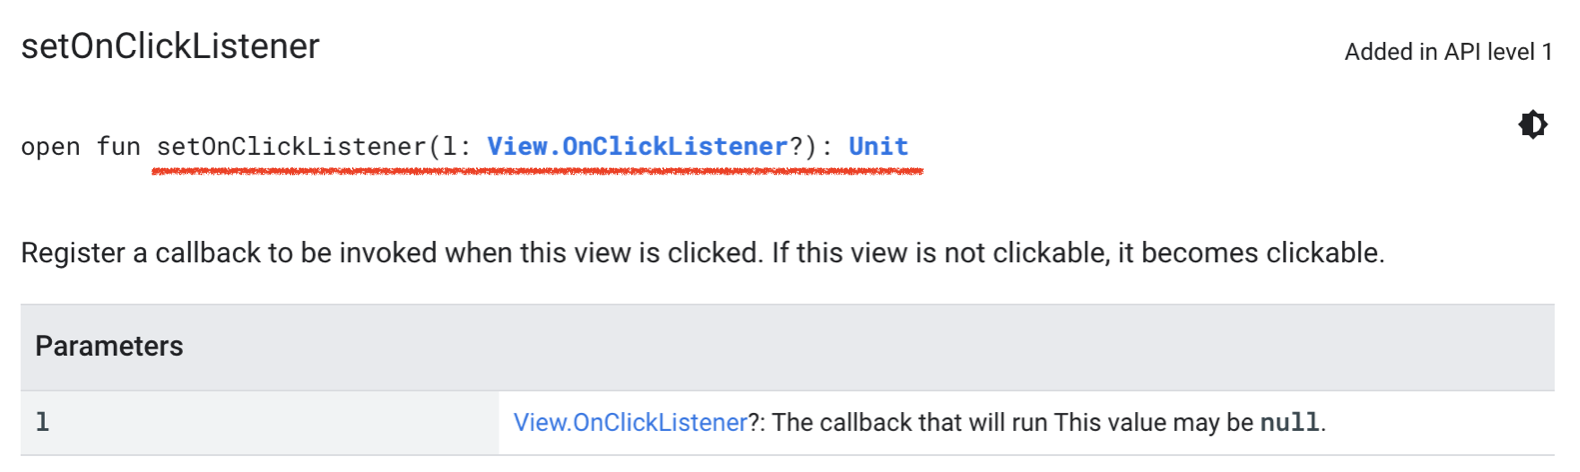 setOnClickListener
Added in API level 1
open fun setOnClickListener(l: View.OnClickListener?): Unit
Register a callback to be invoked when this view is clicked. If this view is not clickable, it becomes clickable.
Parameters
l View.OnClickListener?: The callback that will run This value may be null.